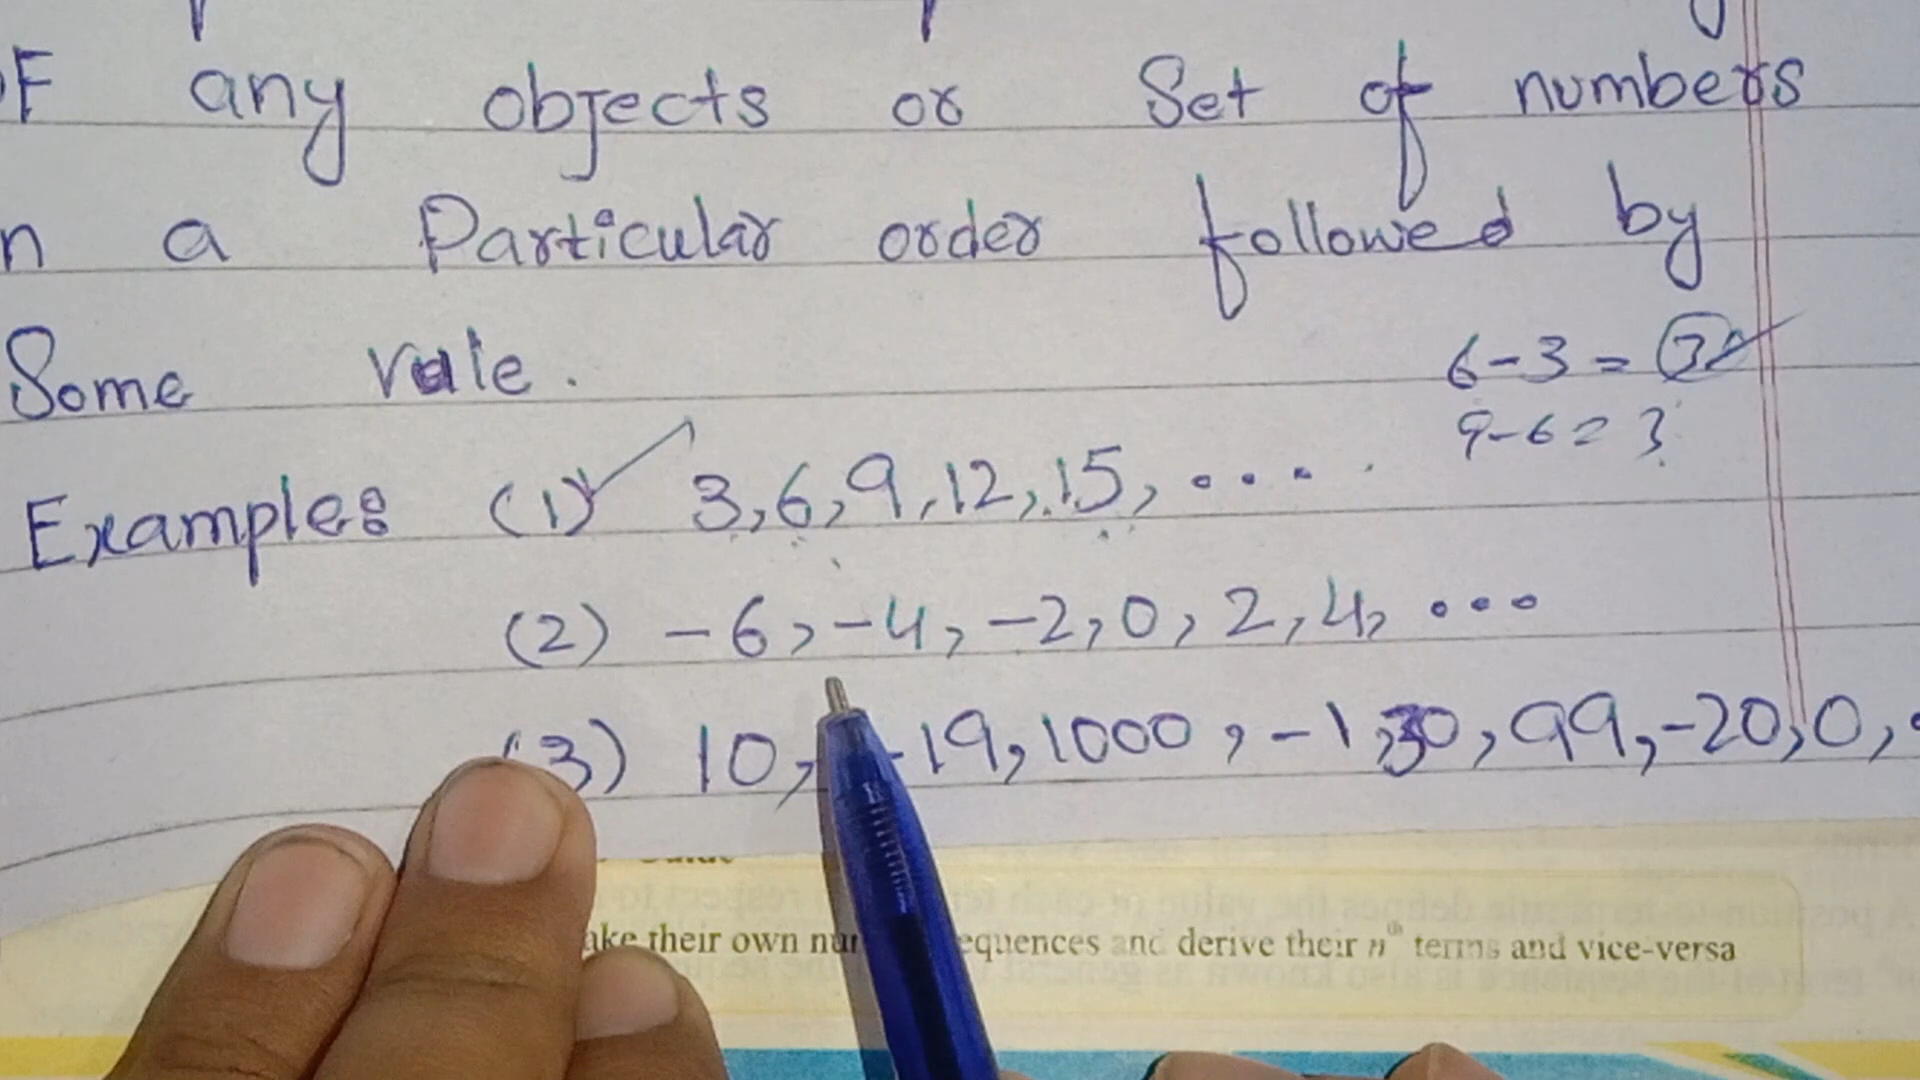 of any objects or Set of numbers
n a Particular order followed by
Some rule.
6-3 = 3
9-6 = 3
Examples (1) 3, 6, 9, 12, 15, ....
(2) -6, -4, -2, 0, 2, 4, ...
(3) 10, -19, 1000, -1, 30, 99, -20, 0,
ake their own nu equences and derive their nth terms and vice-versa